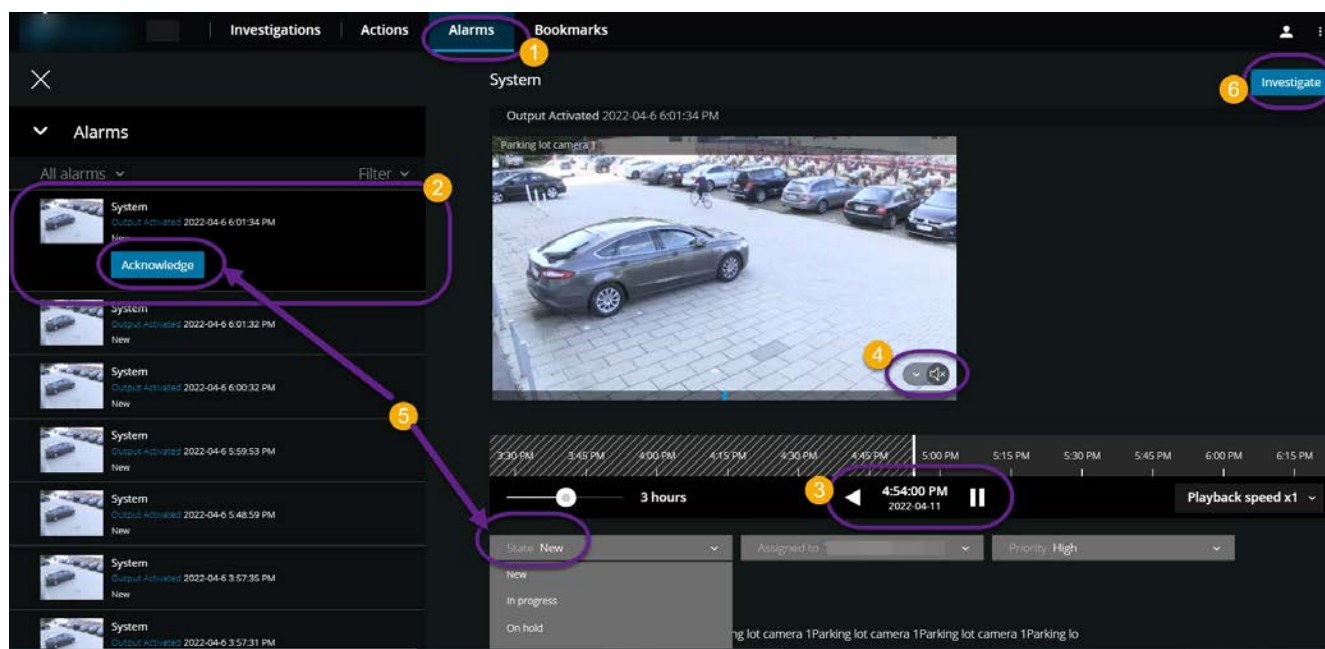 Investigations
Actions
Alarms
Bookmarks
1
System
6
Investigate
Output Activated 2022-04-6 6:01:34 PM
Alarms
All alarms
Filter
2
System
Output Activated 2022-04-6 6:01:34 PM
New
Acknowledge
System
Output Activated 2022-04-6 6:01:32 PM
New
System
Output Activated 2022-04-6 6:00:32 PM
New
System
Output Activated 2022-04-6 5:59:53 PM
New
System
Output Activated 2022-04-6 5:48:59 PM
New
System
Output Activated 2022-04-6 3:57:35 PM
New
System
Output Activated 2022-04-6 3:57:31 PM
5
Parking lot camera 1
4
3:30 PM 3:45 PM 4:00 PM 4:15 PM 4:30 PM 4:45 PM 5:00 PM 5:15 PM 5:30 PM 5:45 PM 6:00 PM 6:15 PM
3 hours
3
4:54:00 PM
2022-04-11
Playback speed x1
State New
Assigned to
Priority High
New
In progress
On hold
ng lot camera 1Parking lot camera 1Parking lot camera 1Parking lo